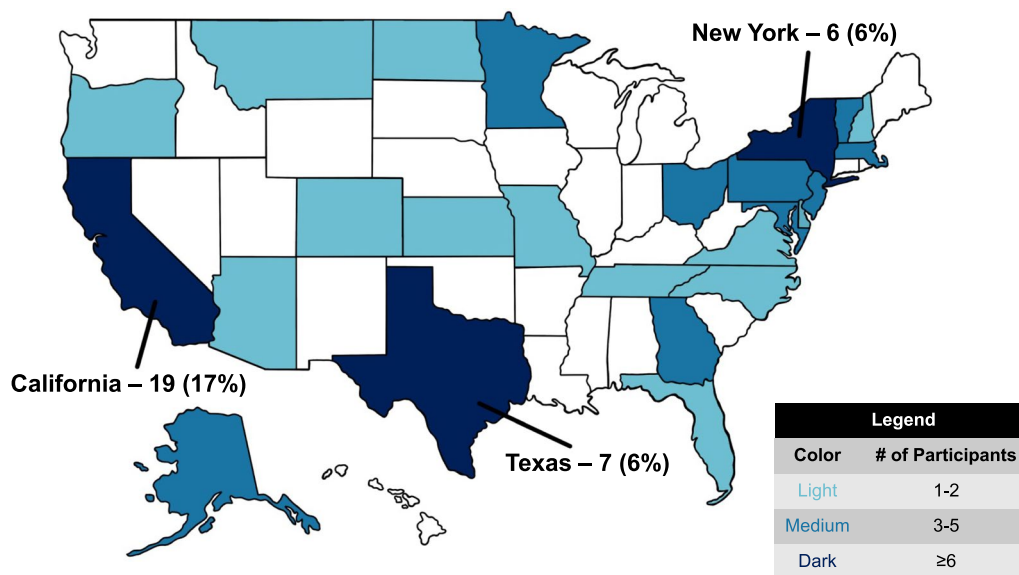 New York – 6 (6%)
California – 19 (17%)
Texas – 7 (6%)
Legend
Color # of Participants
Light 1-2
Medium 3-5
Dark ≥6